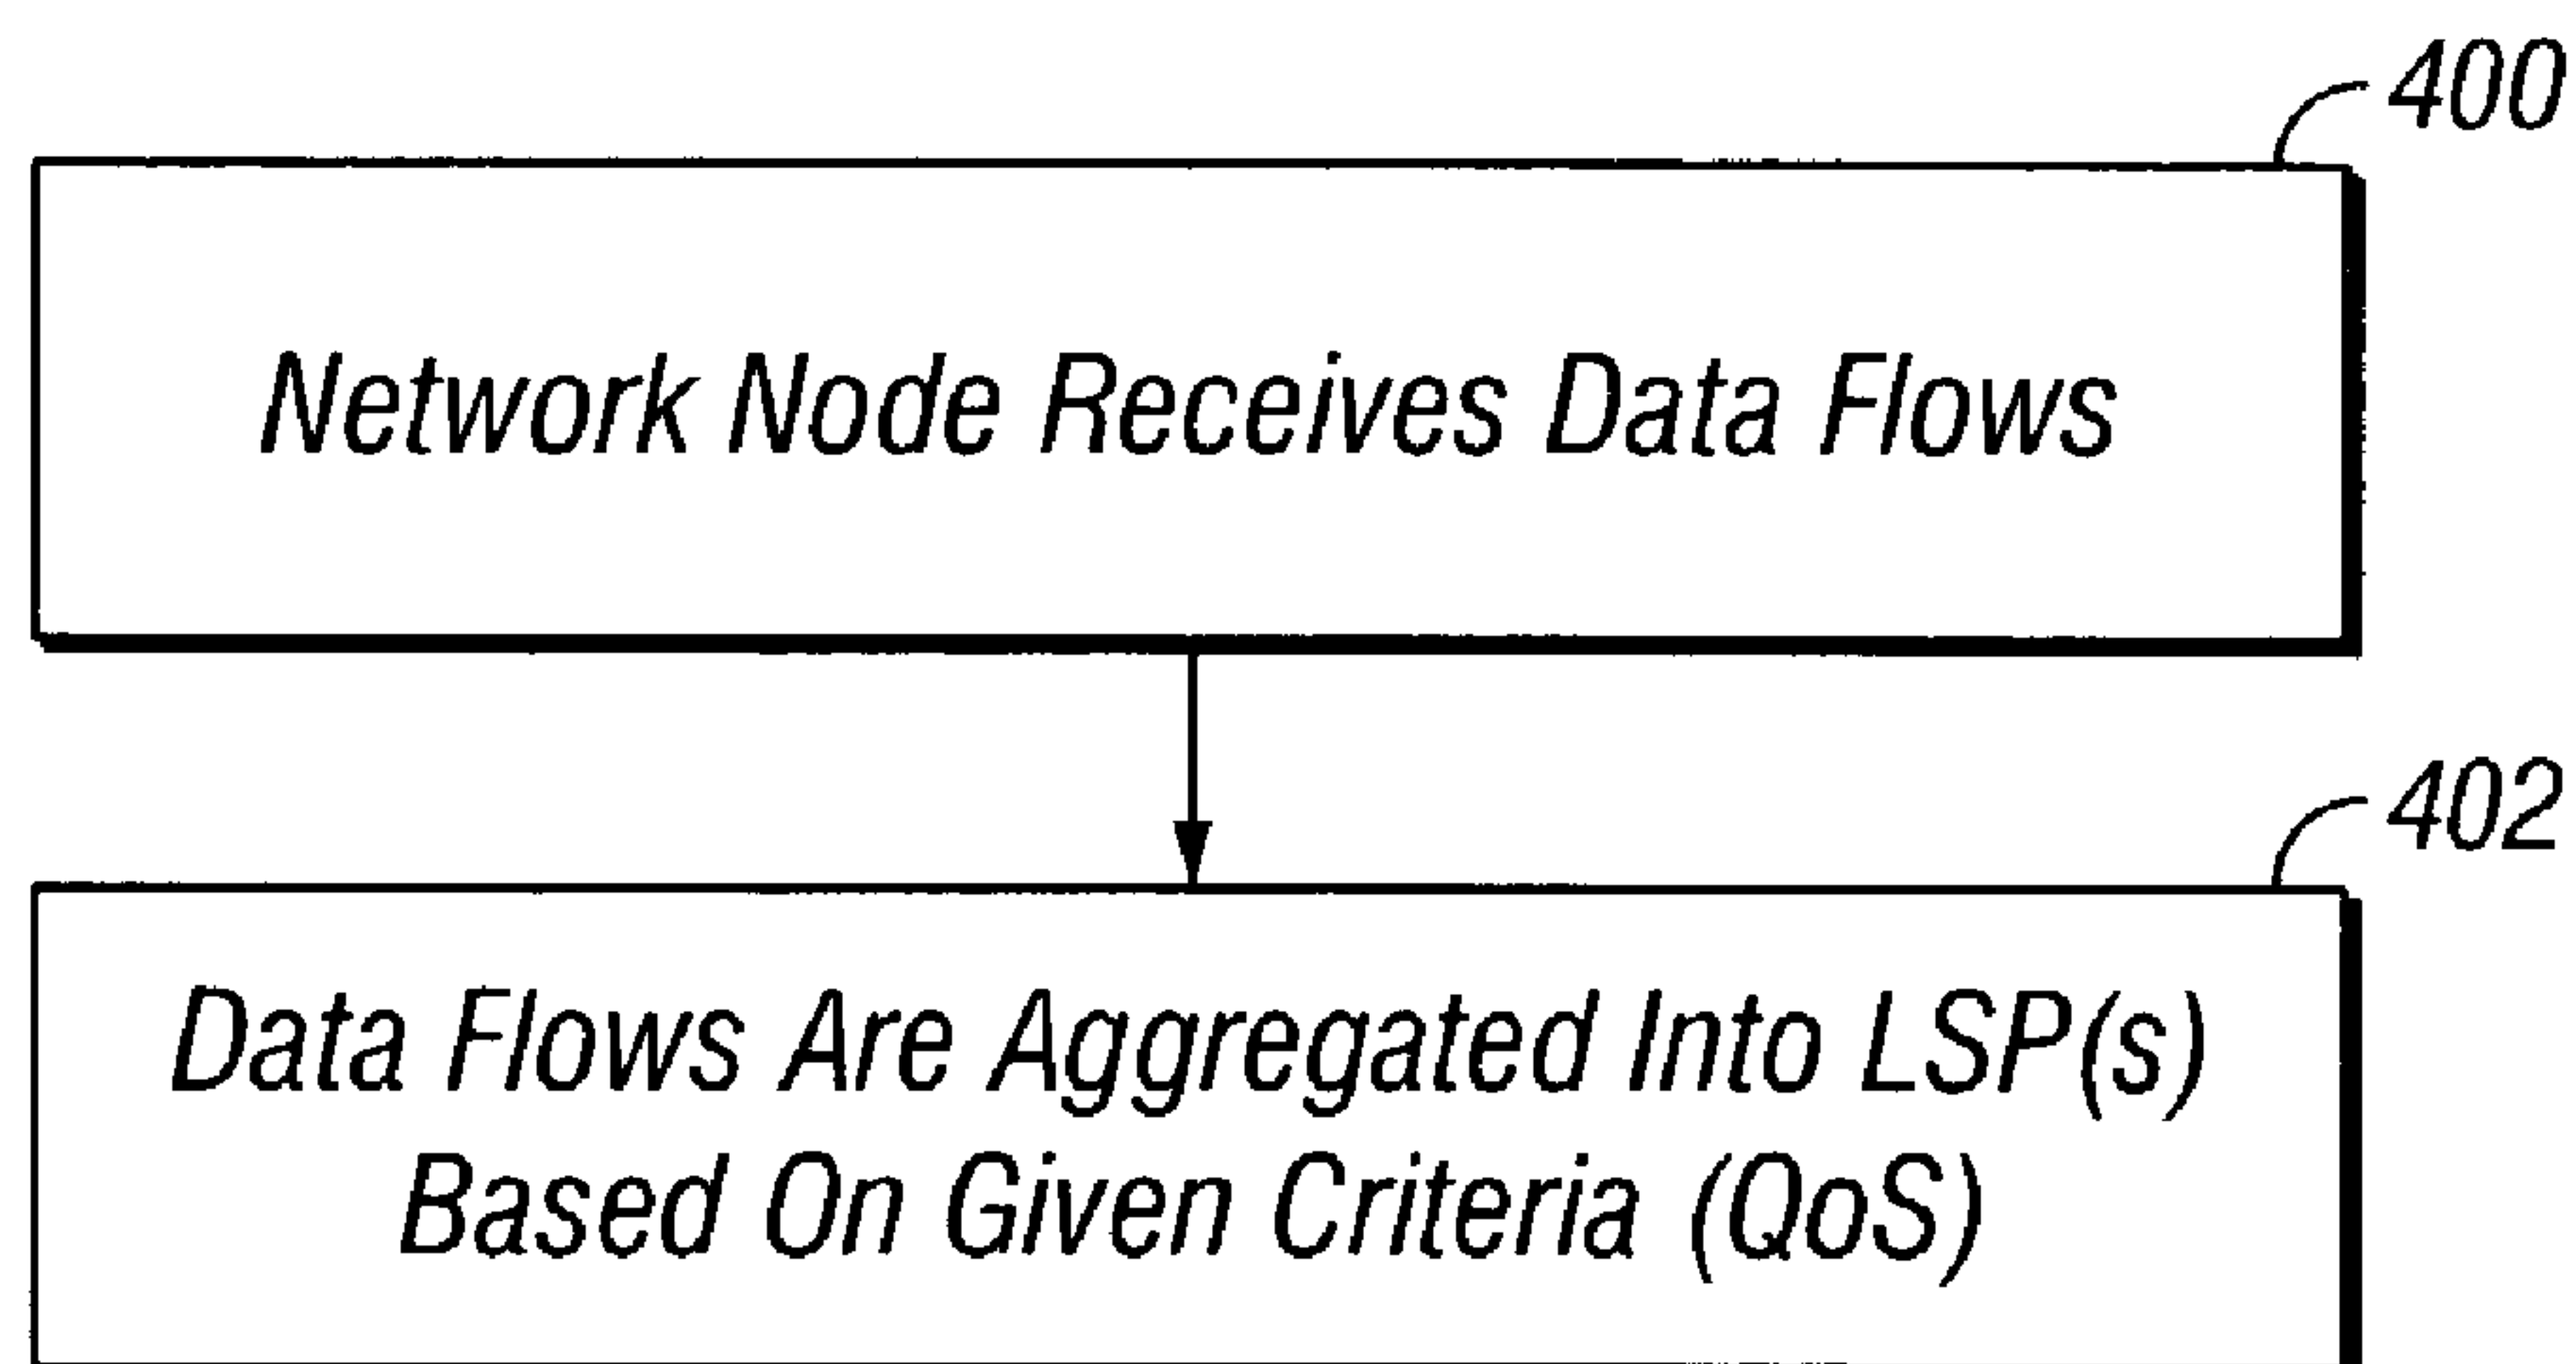 400
Network Node Receives Data Flows
402
Data Flows Are Aggregated Into LSP(s)
Based On Given Criteria (QoS)